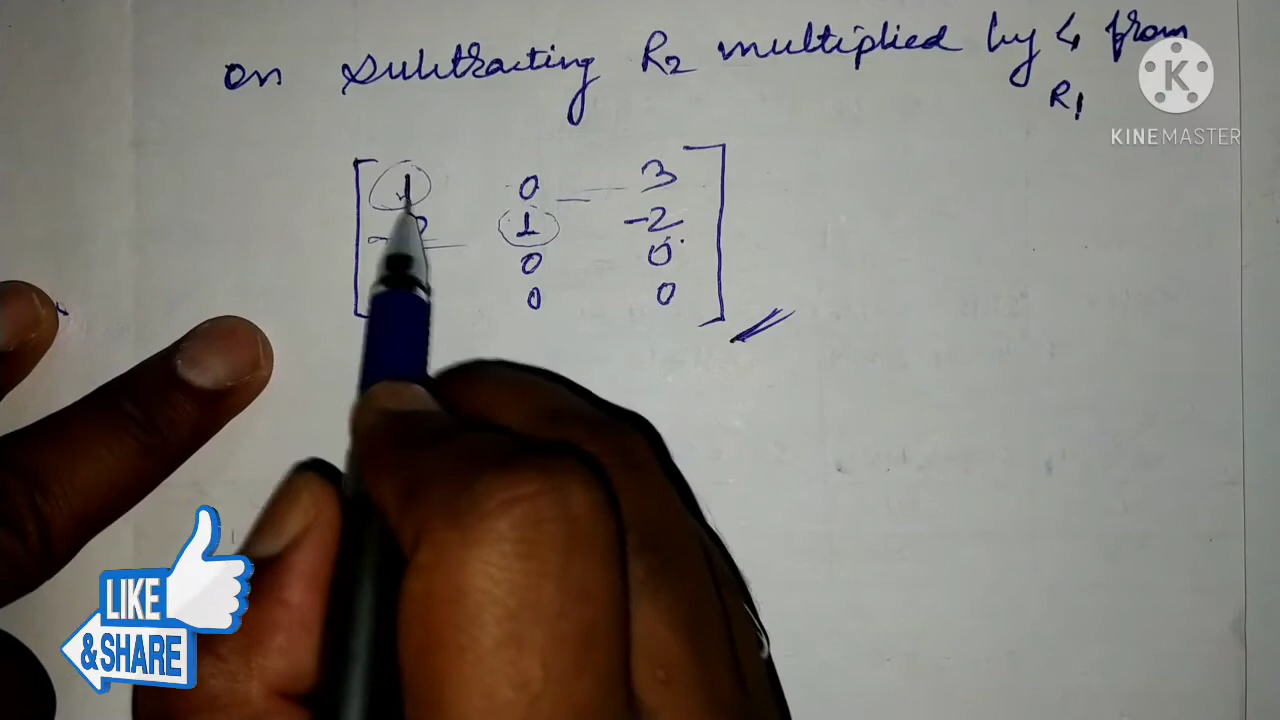 on subtracting R2 multiplied by 4 from
R1
KINEMASTER
1 0 3
1 -2
0 0
0 0
LIKE
& SHARE